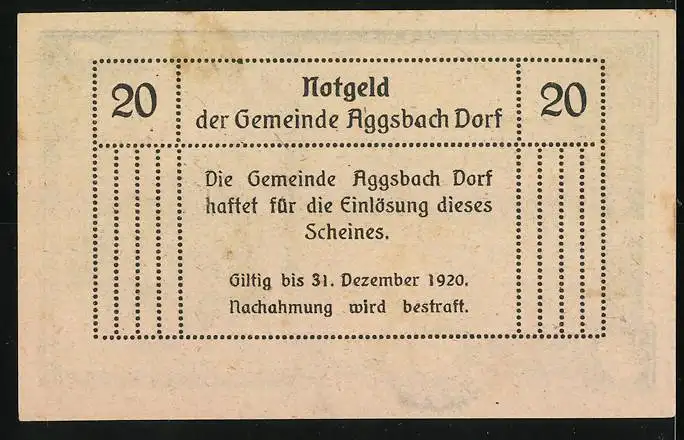 20
Notgeld
20
der Gemeinde Aggsbach Dorf
Die Gemeinde Aggsbach Dorf
haftet für die Einlösung dieses
Scheines.
Giltig bis 31. Dezember 1920.
Nachahmung wird bestraft.